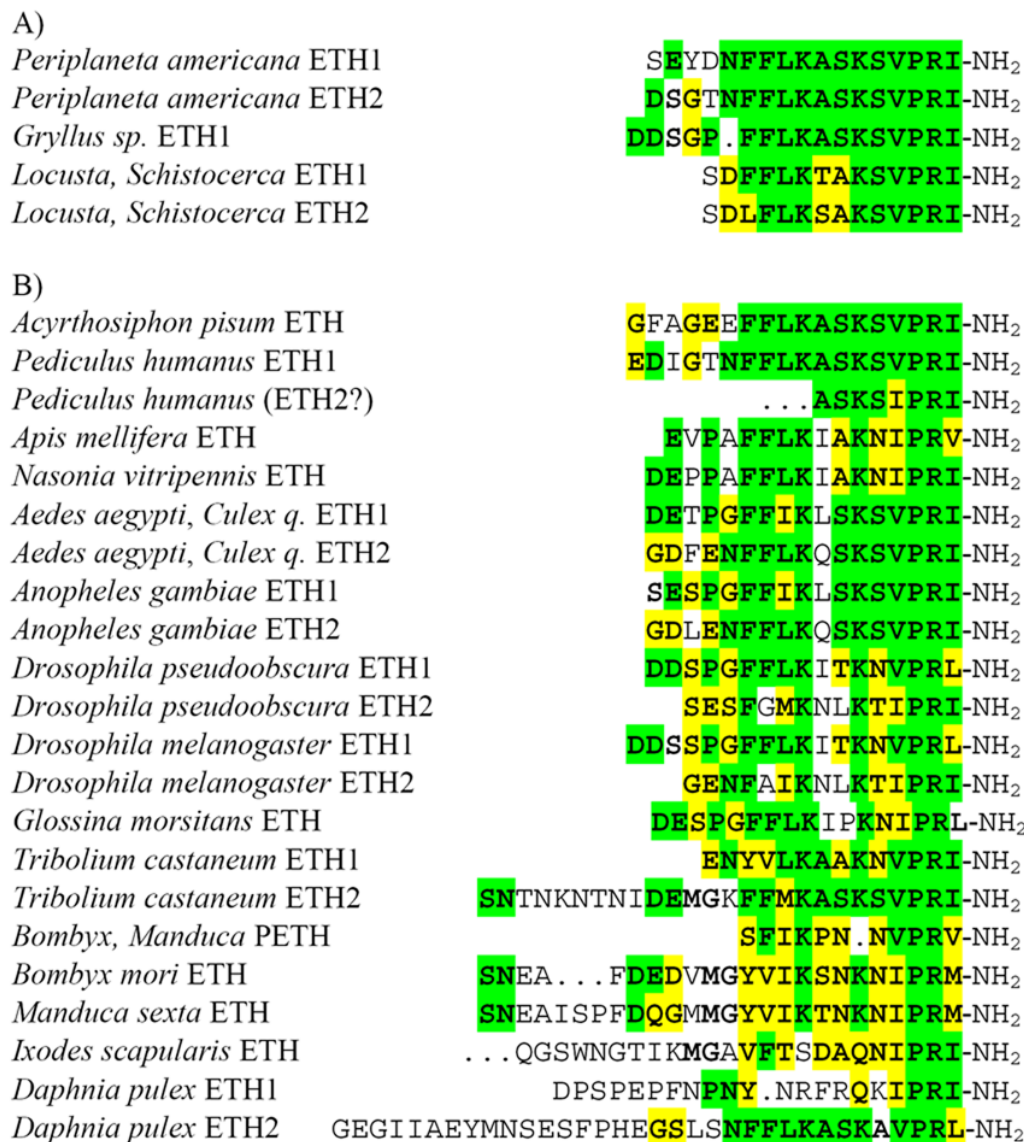 A)
Periplaneta americana ETH1 SEYDNFFLKASKSVPRI-NH2
Periplaneta americana ETH2 DSGTNFFLKASKSVPRI-NH2
Gryllus sp. ETH1 DDSGP.FFLKASKSVPRI-NH2
Locusta, Schistocerca ETH1 SDFFLKTAKSVPRI-NH2
Locusta, Schistocerca ETH2 SDLFLKSAKSVPRI-NH2
B)
Acyrthosiphon pisum ETH GFAGEEFFLKASKSVPRI-NH2
Pediculus humanus ETH1 EDIGTNFFLKASKSVPRI-NH2
Pediculus humanus (ETH2?) ...ASKSIPRI-NH2
Apis mellifera ETH EVPAFFLKIAKNIPRV-NH2
Nasonia vitripennis ETH DEPPAFFLKIAKNIPRI-NH2
Aedes aegypti, Culex q. ETH1 DETPGFFIKLSKSVPRI-NH2
Aedes aegypti, Culex q. ETH2 GDFENFFLKQSKSVPRI-NH2
Anopheles gambiae ETH1 SESPGFFIKLSKSVPRI-NH2
Anopheles gambiae ETH2 GDLENFFLKQSKSVPRI-NH2
Drosophila pseudoobscura ETH1 DDSPGFFLKITKNVPRL-NH2
Drosophila pseudoobscura ETH2 SESFGMKNLKTIPRI-NH2
Drosophila melanogaster ETH1 DDSSPGFFLKITKNVPRL-NH2
Drosophila melanogaster ETH2 GENFAIKNLKTIPRI-NH2
Glossina morsitans ETH DESPGFFLKIPKNIPRL-NH2
Tribolium castaneum ETH1 ENYVLKAAKNVPRI-NH2
Tribolium castaneum ETH2 SNTNKNTNIDEMGKFFMKASKSVPRI-NH2
Bombyx, Manduca PETH SFIKPN.NVPRV-NH2
Bombyx mori ETH SNEA...FDEDVMGYVIKSNKNIPRM-NH2
Manduca sexta ETH SNEAISPFDQGMMGYVIKTNKNIPRM-NH2
Ixodes scapularis ETH ...QGSWNGTIKMGAVFTSDAQNIPRI-NH2
Daphnia pulex ETH1 DPSPEPFNPNY.NRFRQKIPRI-NH2
Daphnia pulex ETH2 GEGIIAEYMNSESFPHEGSLSNFFLKASKAVPRL-NH2